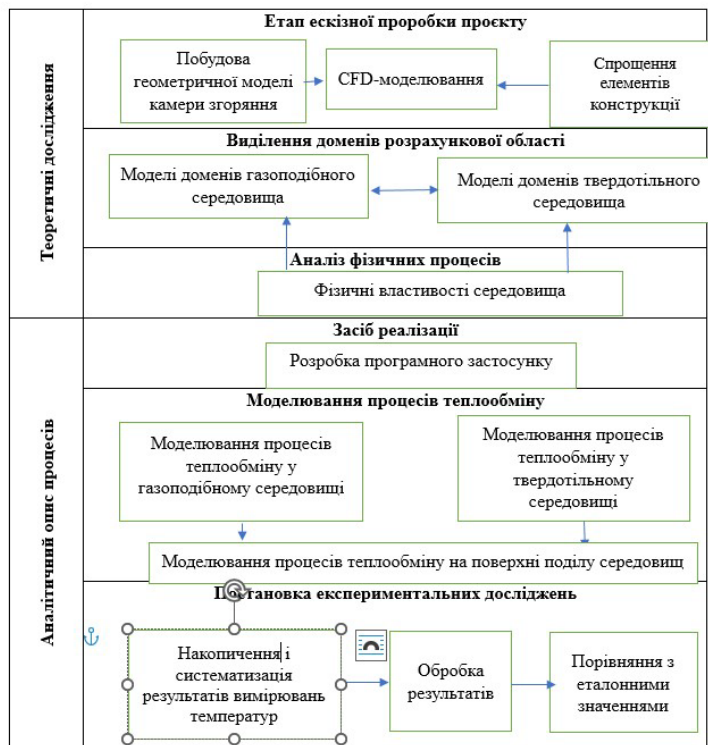 Теоретичні дослідження
Етап ескізної проробки проєкту
Побудова
геометричної моделі
камери згоряння
CFD-моделювання
Спрощення
елементів
конструкції
Виділення доменів розрахункової області
Моделі доменів газоподібного
середовища
Моделі доменів твердотільного
середовища
Аналіз фізичних процесів
Фізичні властивості середовища
Аналітичний опис процесів
Засіб реалізації
Розробка програмного застосунку
Моделювання процесів теплообміну
Моделювання процесів
теплообміну у
газоподібному середовищі
Моделювання процесів
теплообміну у
твердотільному
середовищі
Моделювання процесів теплообміну на поверхні поділу середовищ
Постановка експериментальних досліджень
Накопичення і
систематизація
результатів вимірювань
температур
Обробка
результатів
Порівняння з
еталонними
значеннями